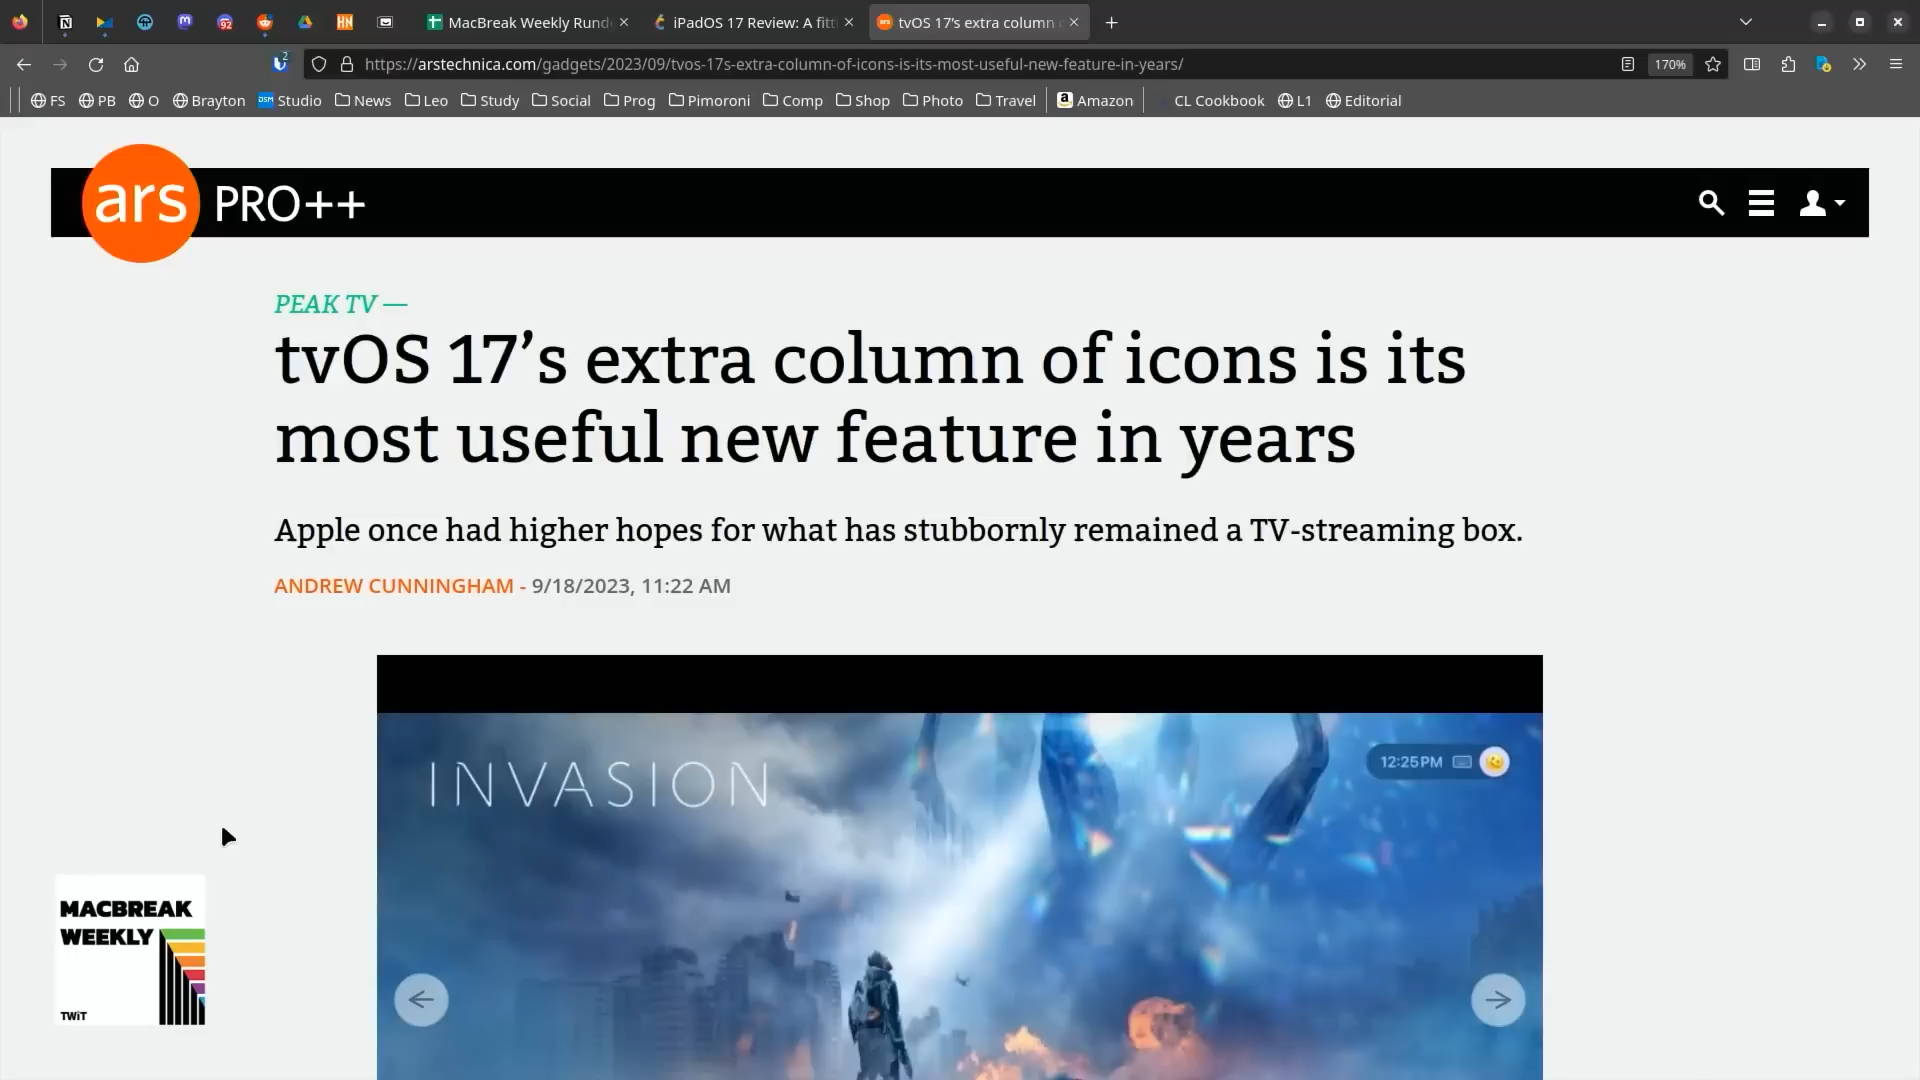 MacBreak Weekly Rund
iPadOS 17 Review: A fitti
tvOS 17's extra column
https://arstechnica.com/gadgets/2023/09/tvos-17s-extra-column-of-icons-is-its-most-useful-new-feature-in-years/
170%
FS PB O Brayton Studio News Leo Study Social Prog Pimoroni Comp Shop Photo Travel Amazon CL Cookbook L1 Editorial
ars PRO++
PEAK TV —
tvOS 17’s extra column of icons is its
most useful new feature in years
Apple once had higher hopes for what has stubbornly remained a TV-streaming box.
ANDREW CUNNINGHAM - 9/18/2023, 11:22 AM
INVASION
12:25PM
MACBREAK
WEEKLY
TWiT